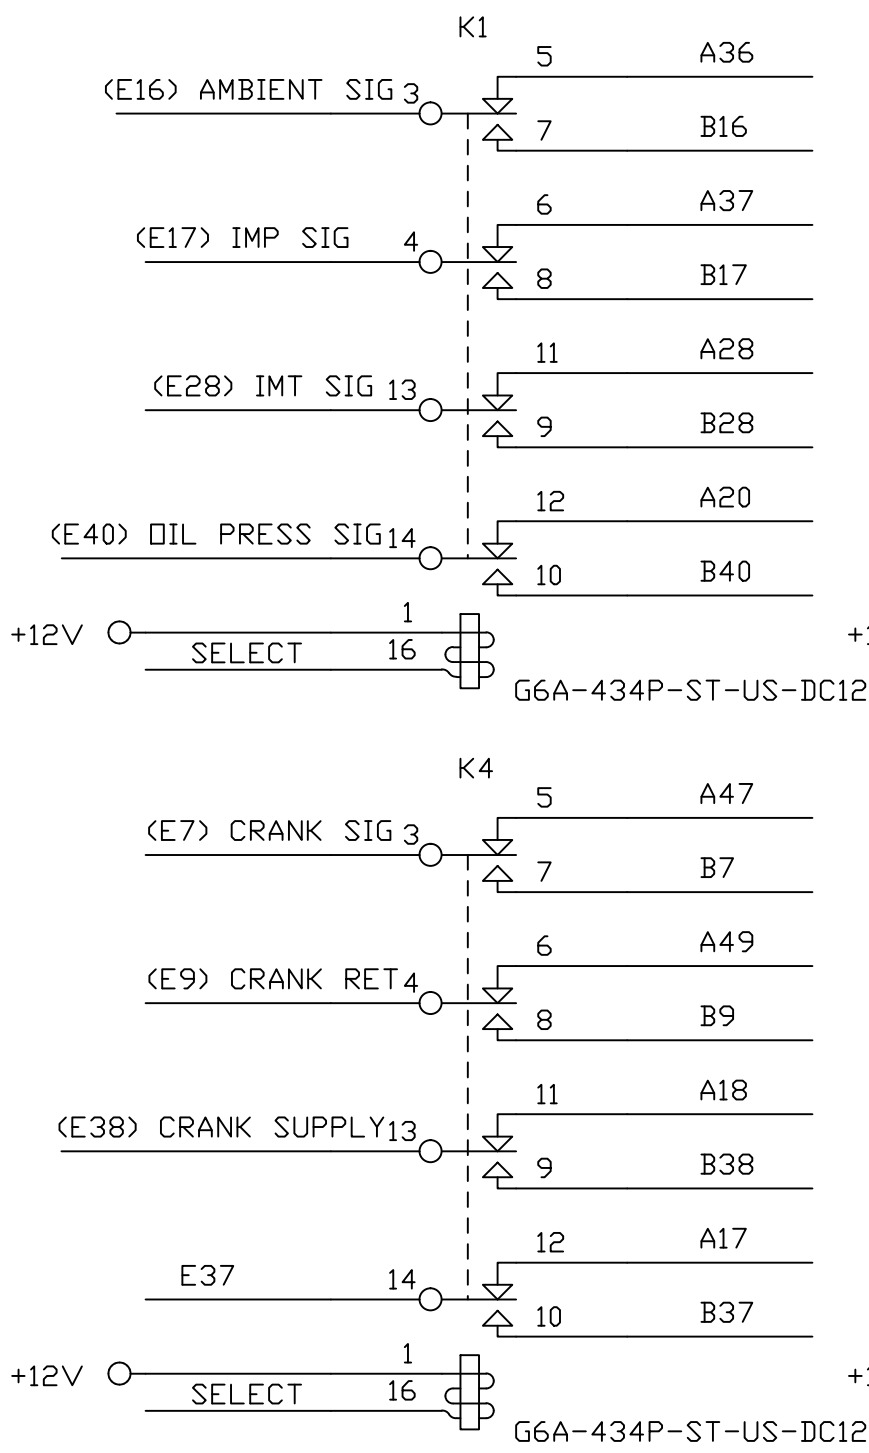 K1
5 A36
(E16) AMBIENT SIG 3
7 B16
6 A37
(E17) IMP SIG 4
8 B17
11 A28
(E28) IMT SIG 13
9 B28
12 A20
(E40) OIL PRESS SIG 14
10 B40
+12V 1
SELECT 16
+1
G6A-434P-ST-US-DC12
K4
5 A47
(E7) CRANK SIG 3
7 B7
6 A49
(E9) CRANK RET 4
8 B9
11 A18
(E38) CRANK SUPPLY 13
9 B38
12 A17
E37 14
10 B37
+12V 1
SELECT 16
+1
G6A-434P-ST-US-DC12